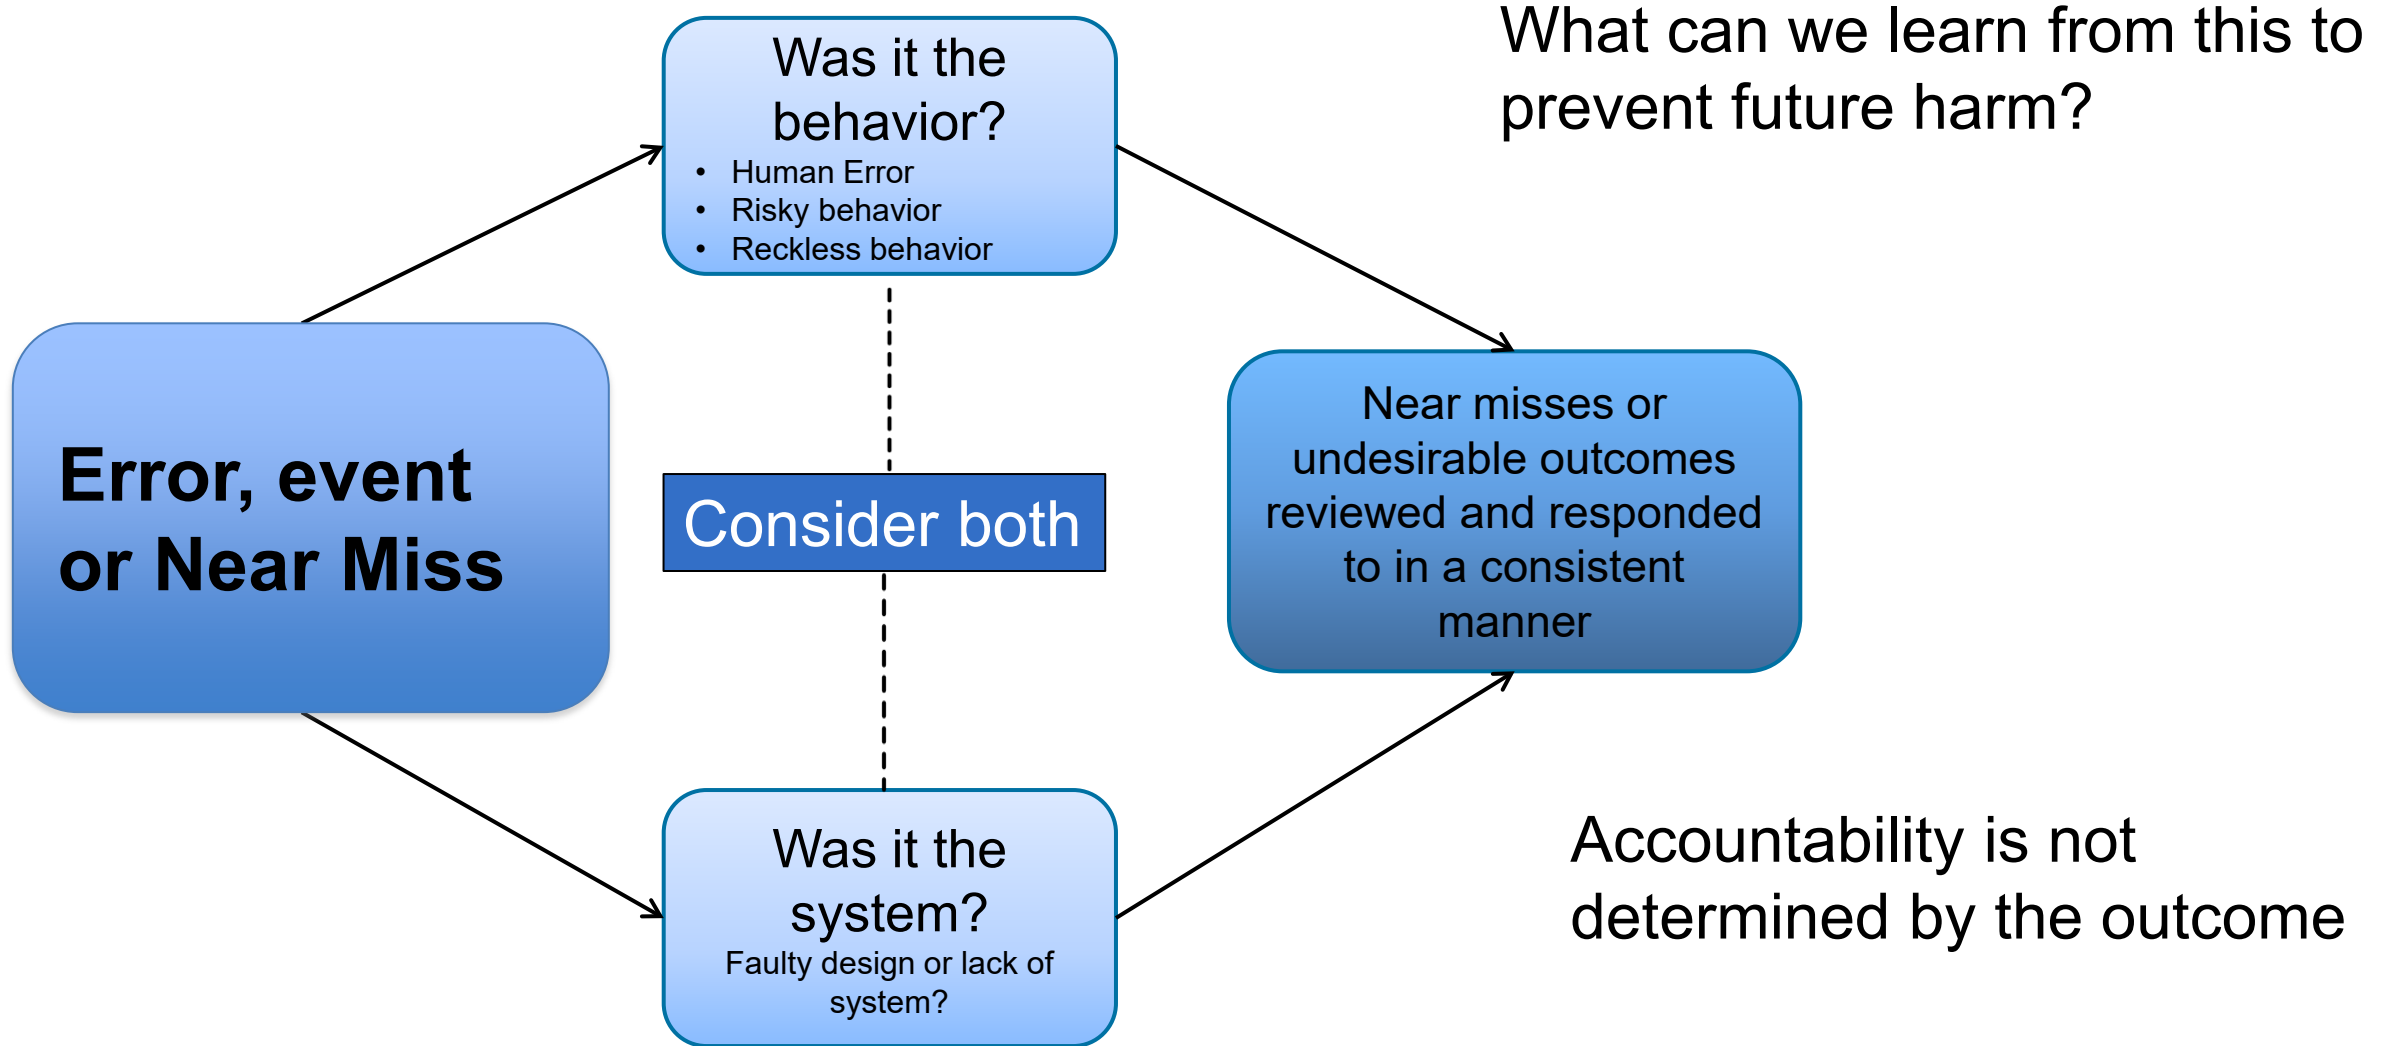 Was it the
behavior?
• Human Error
• Risky behavior
• Reckless behavior
What can we learn from this to
prevent future harm?
Error, event
or Near Miss
Consider both
Near misses or
undesirable outcomes
reviewed and responded
to in a consistent
manner
Was it the
system?
Faulty design or lack of
system?
Accountability is not
determined by the outcome